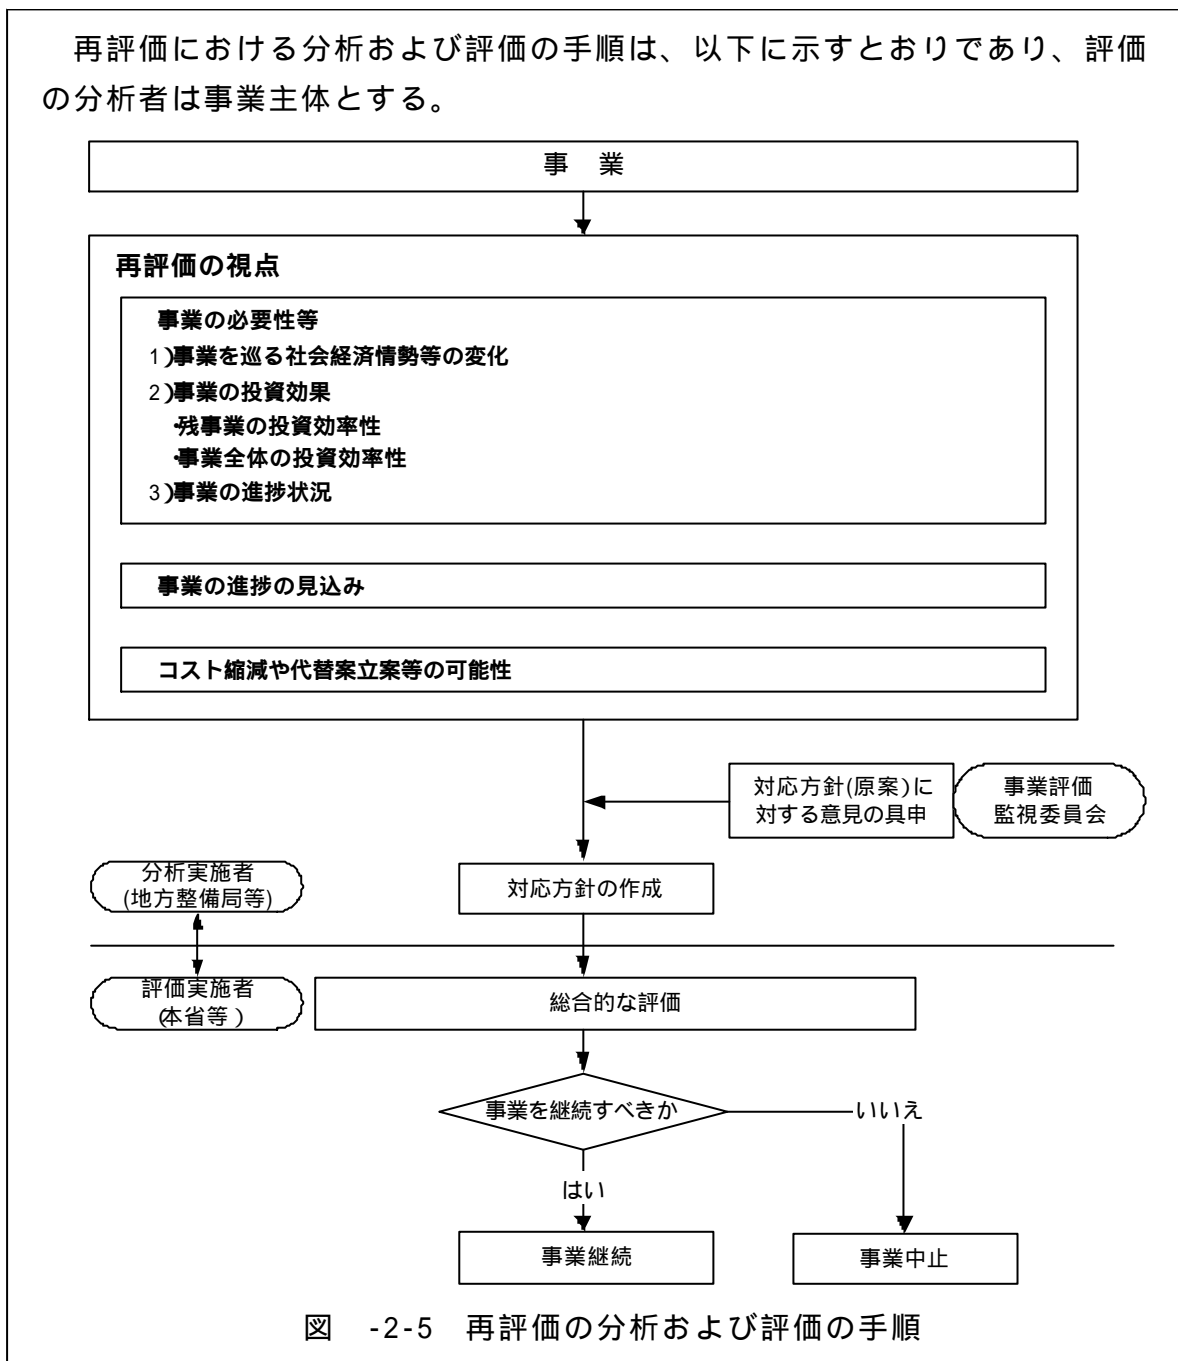 再評価における分析および評価の手順は、以下に示すとおりであり、評価
の分析者は事業主体とする。
事　業
再評価の視点
事業の必要性等
1)事業を巡る社会経済情勢等の変化
2)事業の投資効果
・残事業の投資効率性
・事業全体の投資効率性
3)事業の進捗状況
事業の進捗の見込み
コスト縮減や代替案立案等の可能性
対応方針(原案)に
対する意見の具申
事業評価
監視委員会
分析実施者
(地方整備局等)
対応方針の作成
評価実施者
(本省等)
総合的な評価
事業を継続すべきか
いいえ
はい
事業継続
事業中止
図　-2-5　再評価の分析および評価の手順